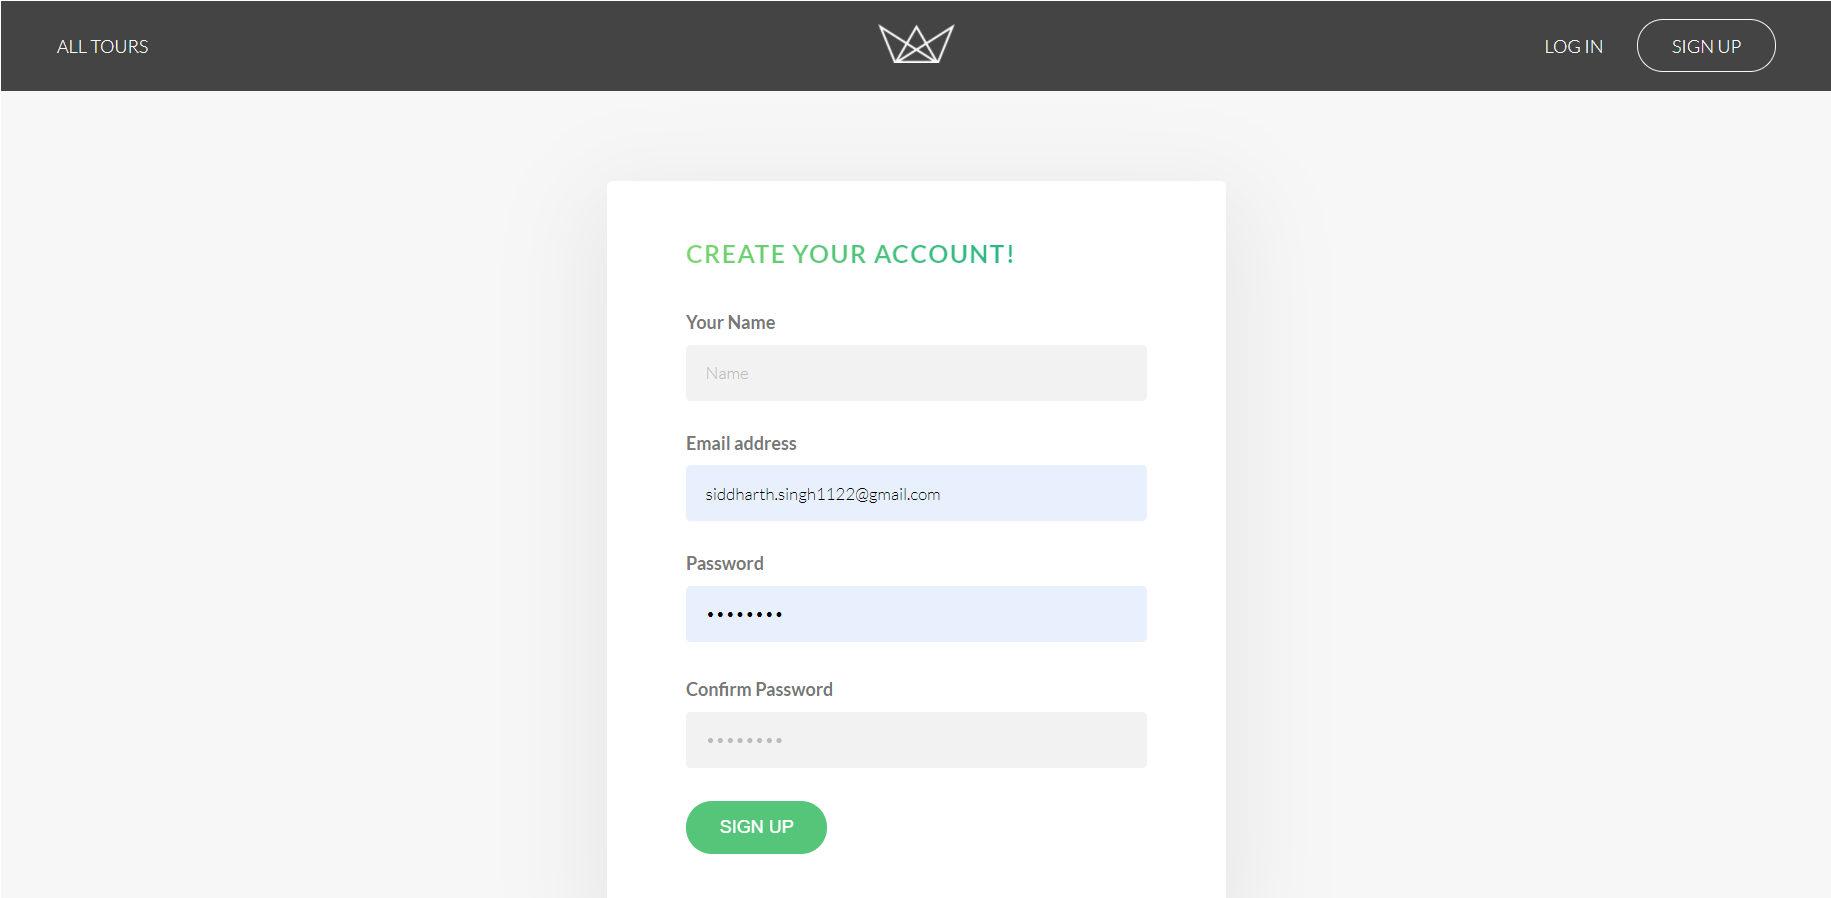 ALL TOURS
LOG IN
SIGN UP
CREATE YOUR ACCOUNT!
Your Name
Name
Email address
siddharth.singh1122@gmail.com
Password
••••••••
Confirm Password
••••••••
SIGN UP